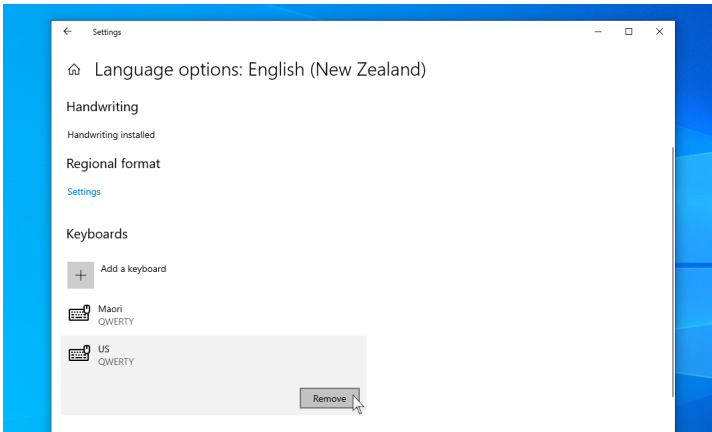 Settings
Language options: English (New Zealand)
Handwriting
Handwriting installed
Regional format
Settings
Keyboards
Add a keyboard
Maori
QWERTY
US
QWERTY
Remove